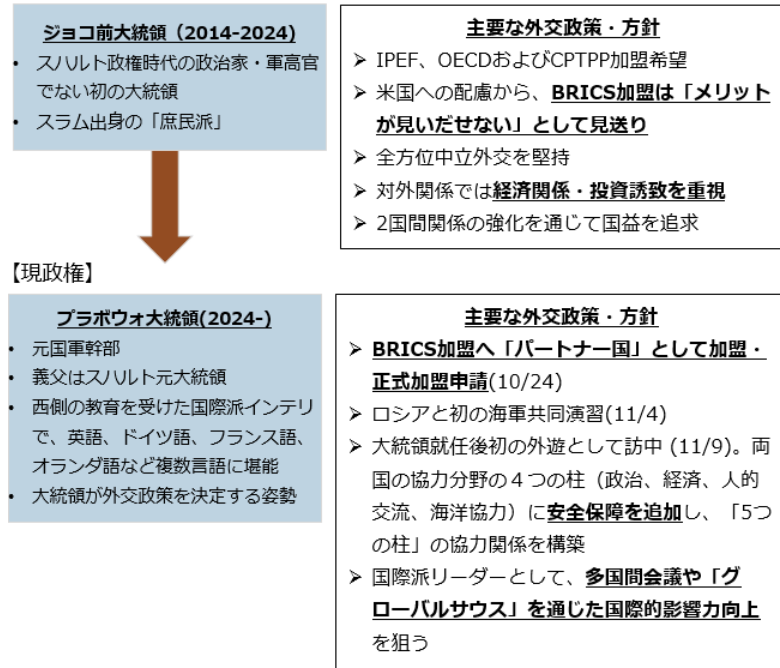 ジョコ前大統領（2014-2024）
• スハルト政権時代の政治家・軍高官
でない初の大統領
• スラム出身の「庶民派」
主要な外交政策・方針
➢ IPEF、OECDおよびCPTPP加盟希望
➢ 米国への配慮から、BRICS加盟は「メリット
が見いだせない」として見送り
➢ 全方位中立外交を堅持
➢ 対外関係では経済関係・投資誘致を重視
➢ 2国間関係の強化を通じて国益を追求
【現政権】
プラボウォ大統領(2024-)
• 元国軍幹部
• 義父はスハルト元大統領
• 西側の教育を受けた国際派インテリ
で、英語、ドイツ語、フランス語、
オランダ語など複数言語に堪能
• 大統領が外交政策を決定する姿勢
主要な外交政策・方針
➢ BRICS加盟へ「パートナー国」として加盟・
正式加盟申請(10/24)
➢ ロシアと初の海軍共同演習(11/4)
➢ 大統領就任後初の外遊として訪中 (11/9)。両
国の協力分野の４つの柱（政治、経済、人的
交流、海洋協力）に安全保障を追加し、「5つ
の柱」の協力関係を構築
➢ 国際派リーダーとして、多国間会議や「グ
ローバルサウス」を通じた国際的影響力向上
を狙う